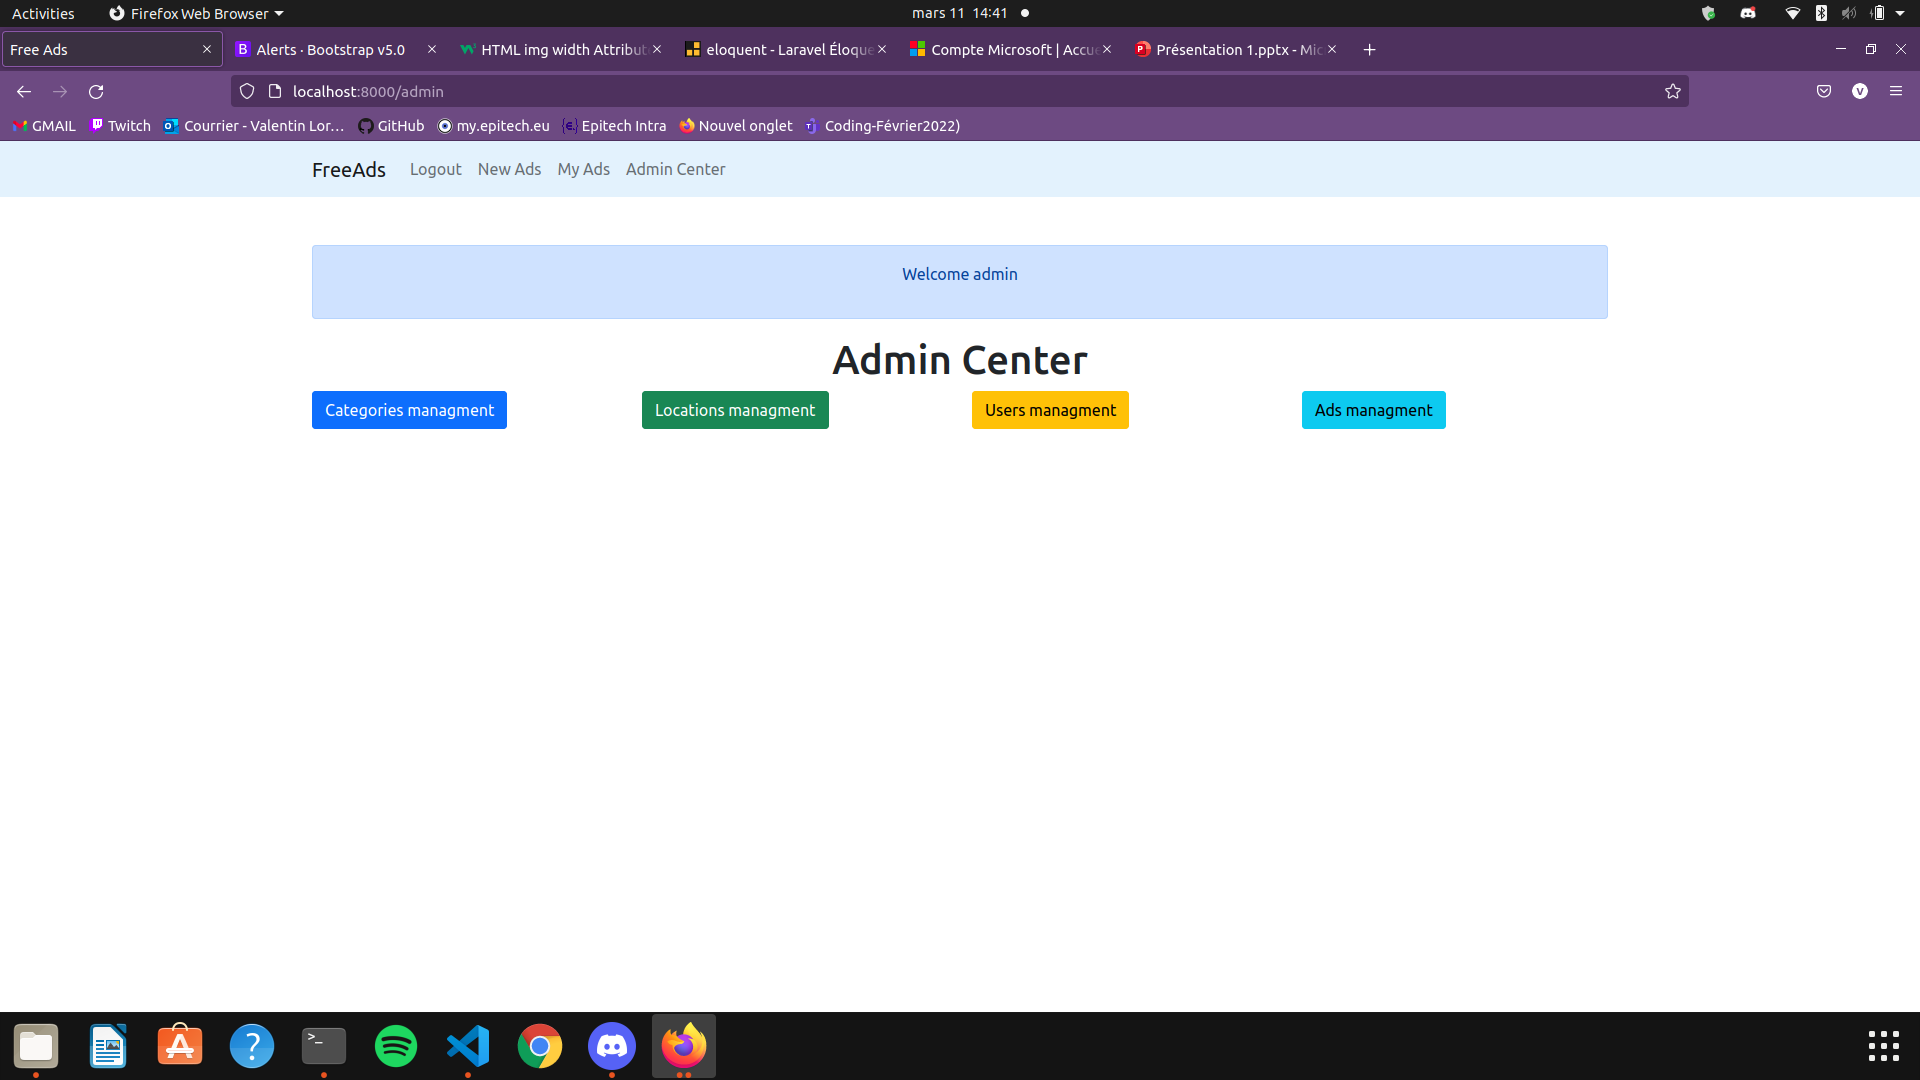 Activities Firefox Web Browser mars 11 14:41
Free Ads Alerts · Bootstrap v5.0 HTML img width Attribut eloquent - Laravel Éloque Compte Microsoft | Accue Présentation 1.pptx - Mic
localhost:8000/admin V
GMAIL Twitch Courrier - Valentin Lor... GitHub my.epitech.eu Epitech Intra Nouvel onglet Coding-Février2022)
FreeAds Logout New Ads My Ads Admin Center
Welcome admin
Admin Center
Categories managment Locations managment Users managment Ads managment